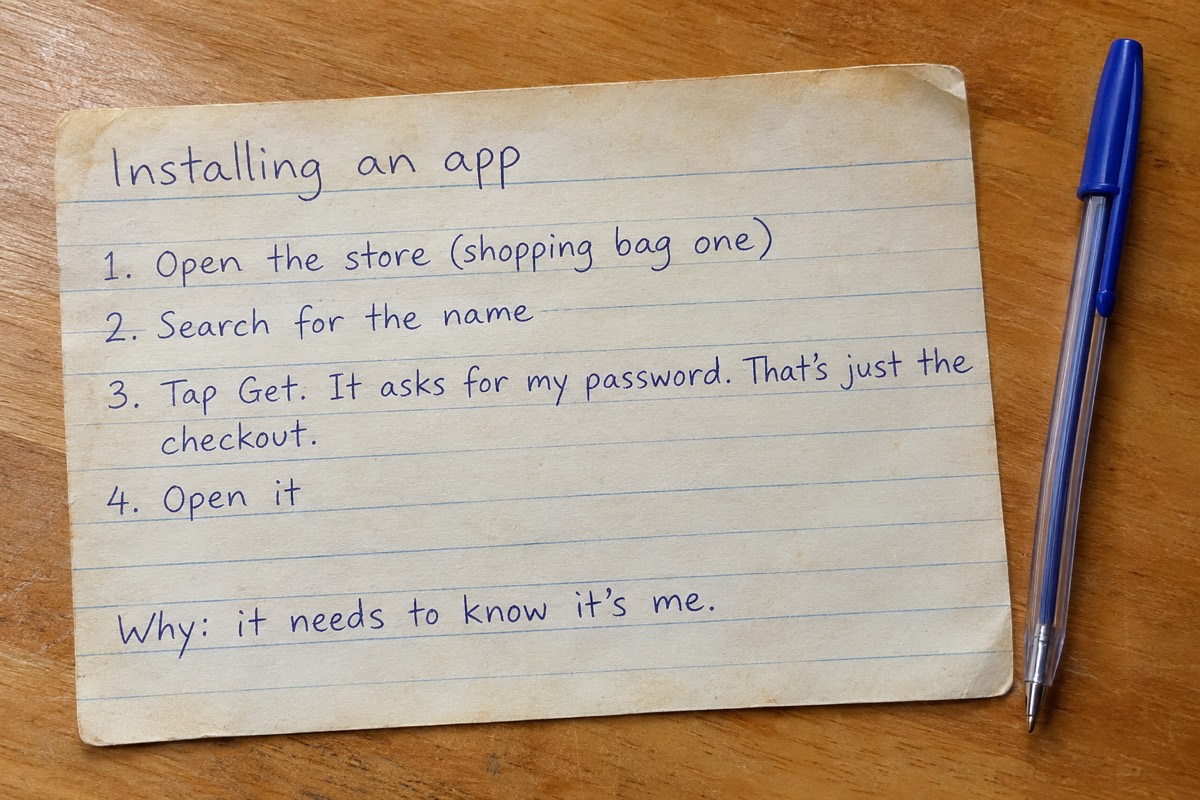 Installing an app
1. Open the store (shopping bag one)
2. Search for the name
3. Tap Get. It asks for my password. That's just the
checkout.
4. Open it
Why: it needs to know it's me.